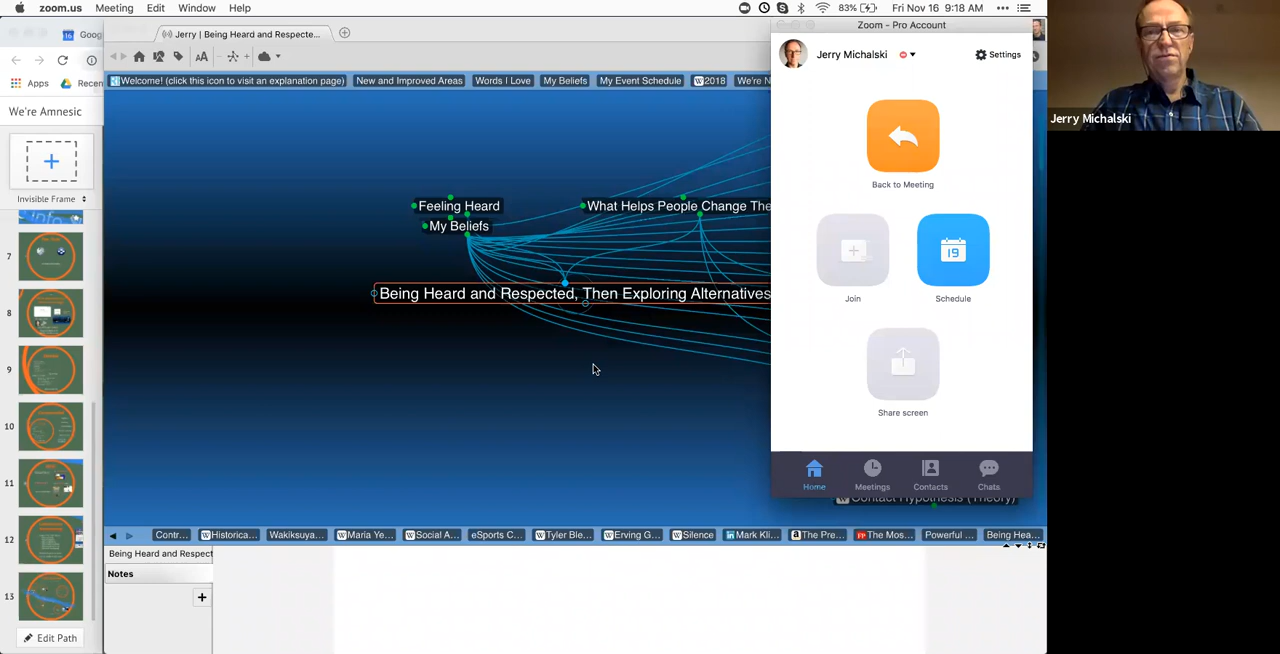 zoom.us Meeting Edit Window Help
83% Fri Nov 16 9:18 AM
Goog
Jerry | Being Heard and Respecte...
Zoom - Pro Account
AA
Jerry Michalski
Settings
Apps
Recen
Welcome! (click this icon to visit an explanation page)
New and Improved Areas
Words I Love
My Beliefs
My Event Schedule
W 2018
We're N
We're Amnesic
Invisible Frame
Back to Meeting
Feeling Heard
My Beliefs
What Helps People Change The
Being Heard and Respected, Then Exploring Alternatives
19
Join
Schedule
Share screen
Home
Meetings
Contacts
Chats
Contact Hypothesis (Theory)
7
8
9
10
11
12
13
Edit Path
Contr...
W Historica...
Wakiksuya...
W Maria Ye...
W Social A...
eSports C...
W Tyler Ble...
W Erving G...
W Silence
in Mark Kli...
a The Pre...
FP The Mos...
Powerful ...
Being Hea...
Being Heard and Respect
Notes
Jerry Michalski